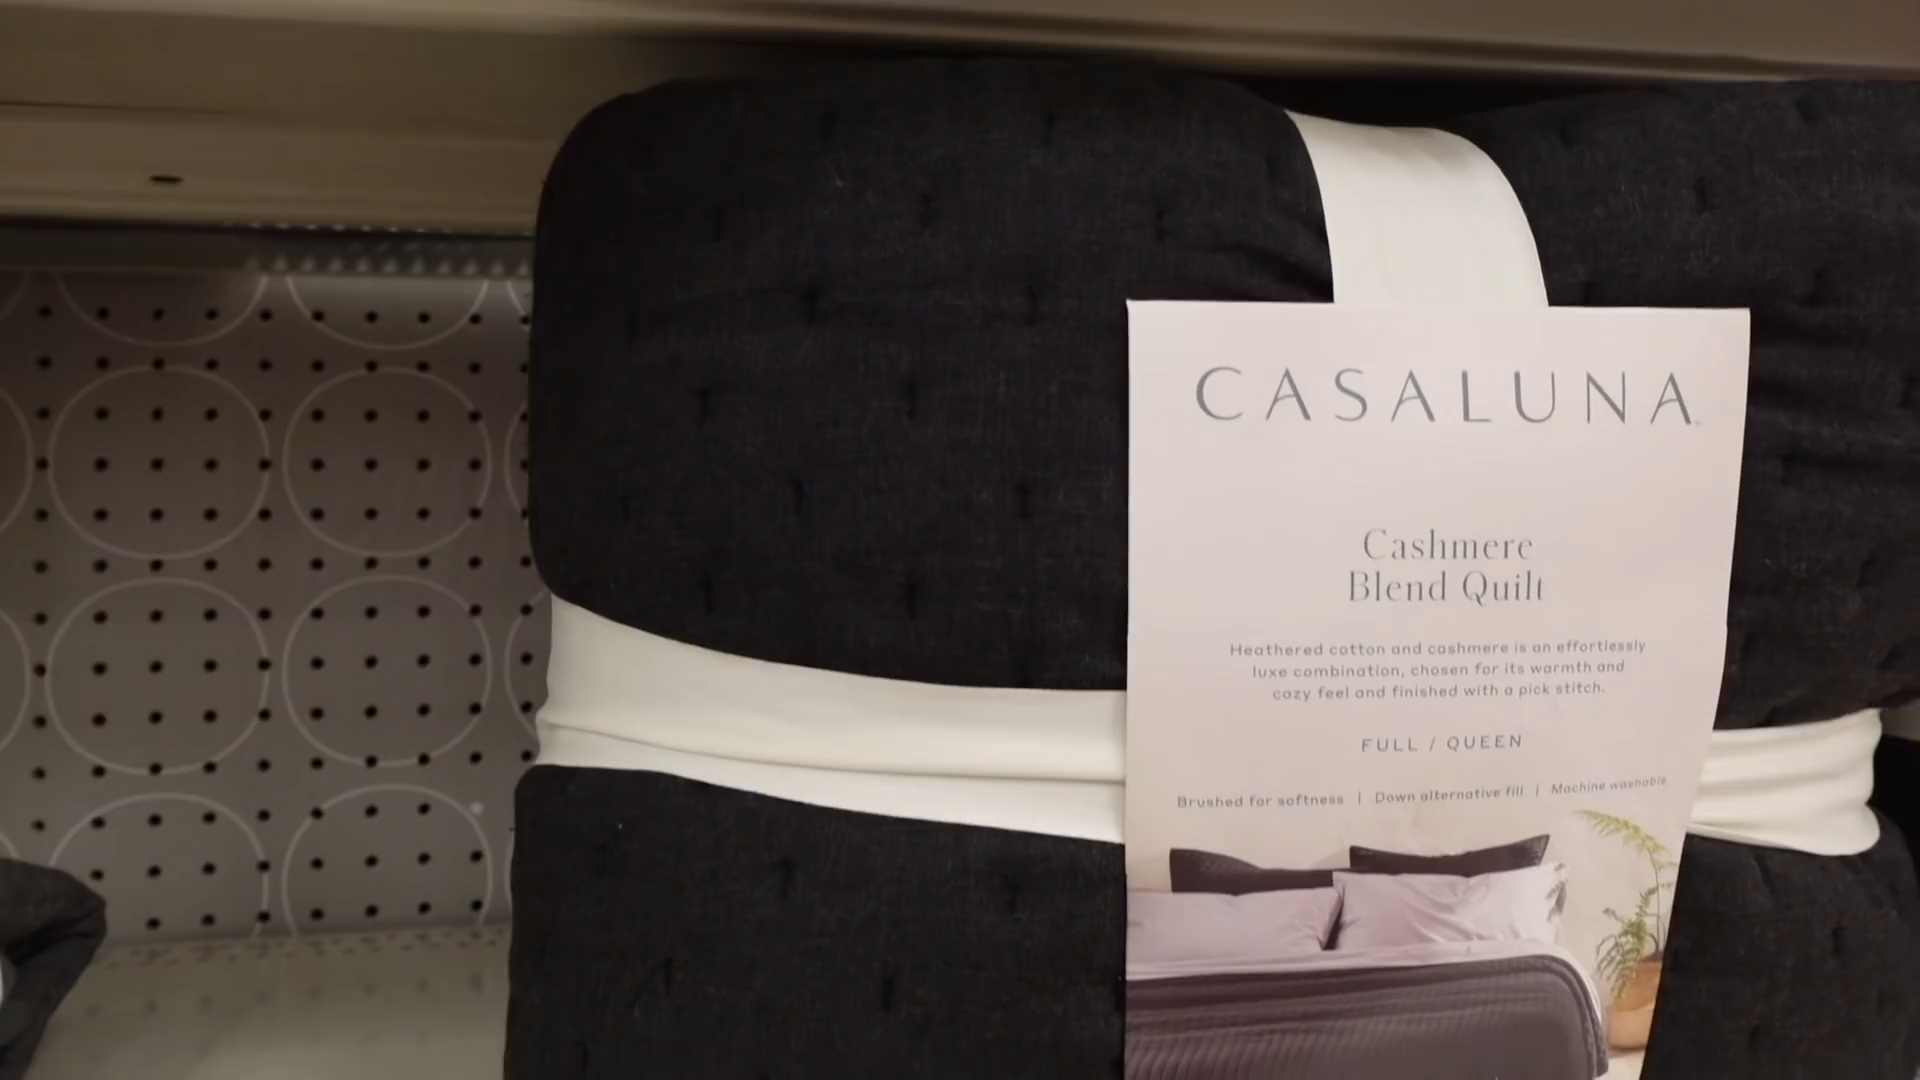 CASALUNA
Cashmere
Blend Quilt
Heathered cotton and cashmere is an effortlessly
luxe combination, chosen for its warmth and
cozy feel and finished with a pick stitch.
FULL / QUEEN
Brushed for softness | Down alternative fill | Machine washable